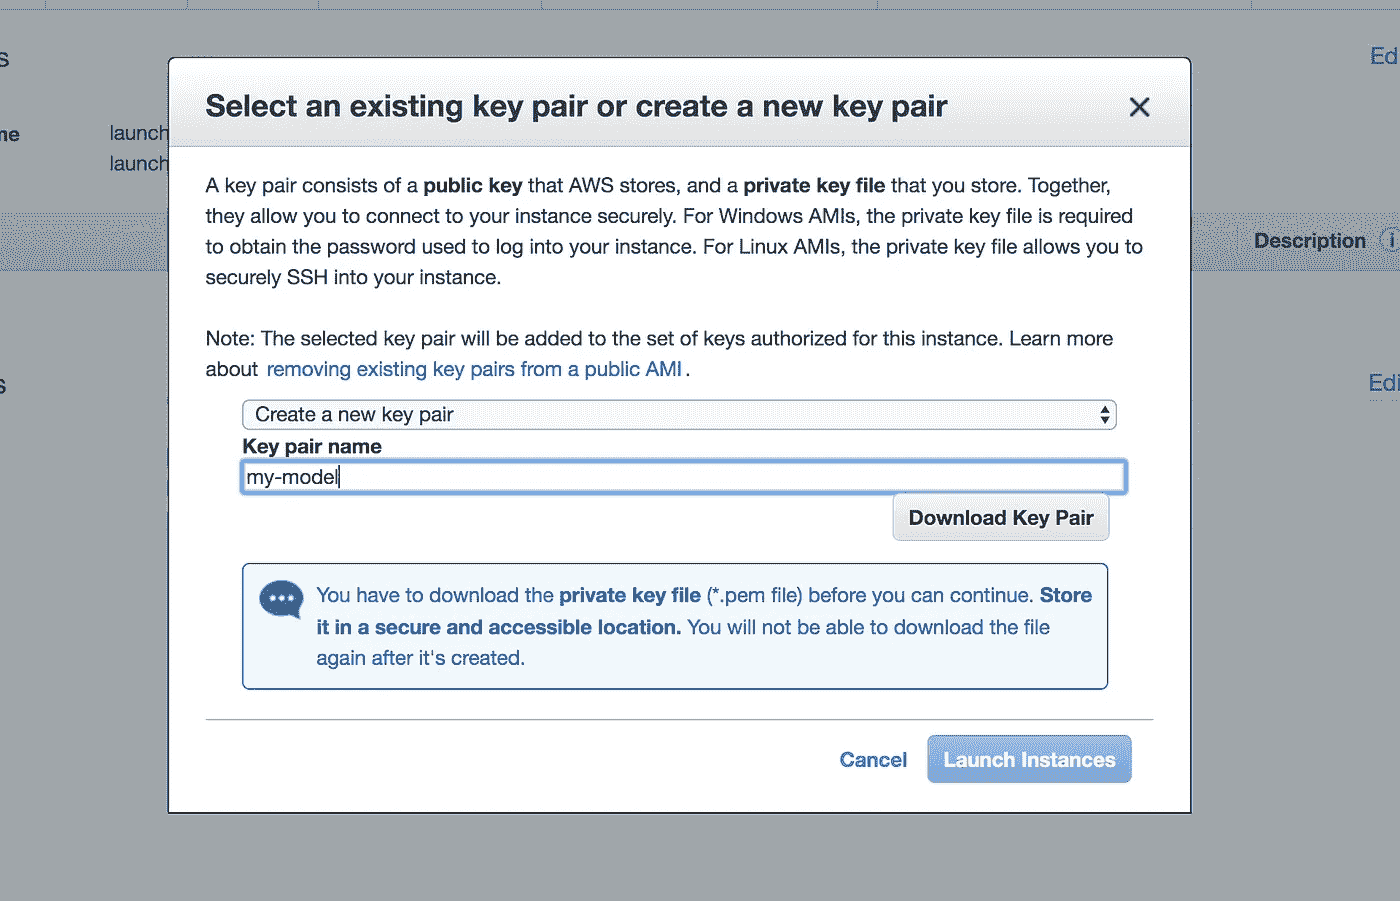 s
Ed
Select an existing key pair or create a new key pair
ne
launch
launch
A key pair consists of a public key that AWS stores, and a private key file that you store. Together,
they allow you to connect to your instance securely. For Windows AMIs, the private key file is required
to obtain the password used to log into your instance. For Linux AMIs, the private key file allows you to
securely SSH into your instance.
Description i
Note: The selected key pair will be added to the set of keys authorized for this instance. Learn more
about removing existing key pairs from a public AMI.
s
Edi
Create a new key pair
Key pair name
my-model
Download Key Pair
You have to download the private key file (*.pem file) before you can continue. Store
it in a secure and accessible location. You will not be able to download the file
again after it's created.
Cancel
Launch Instances